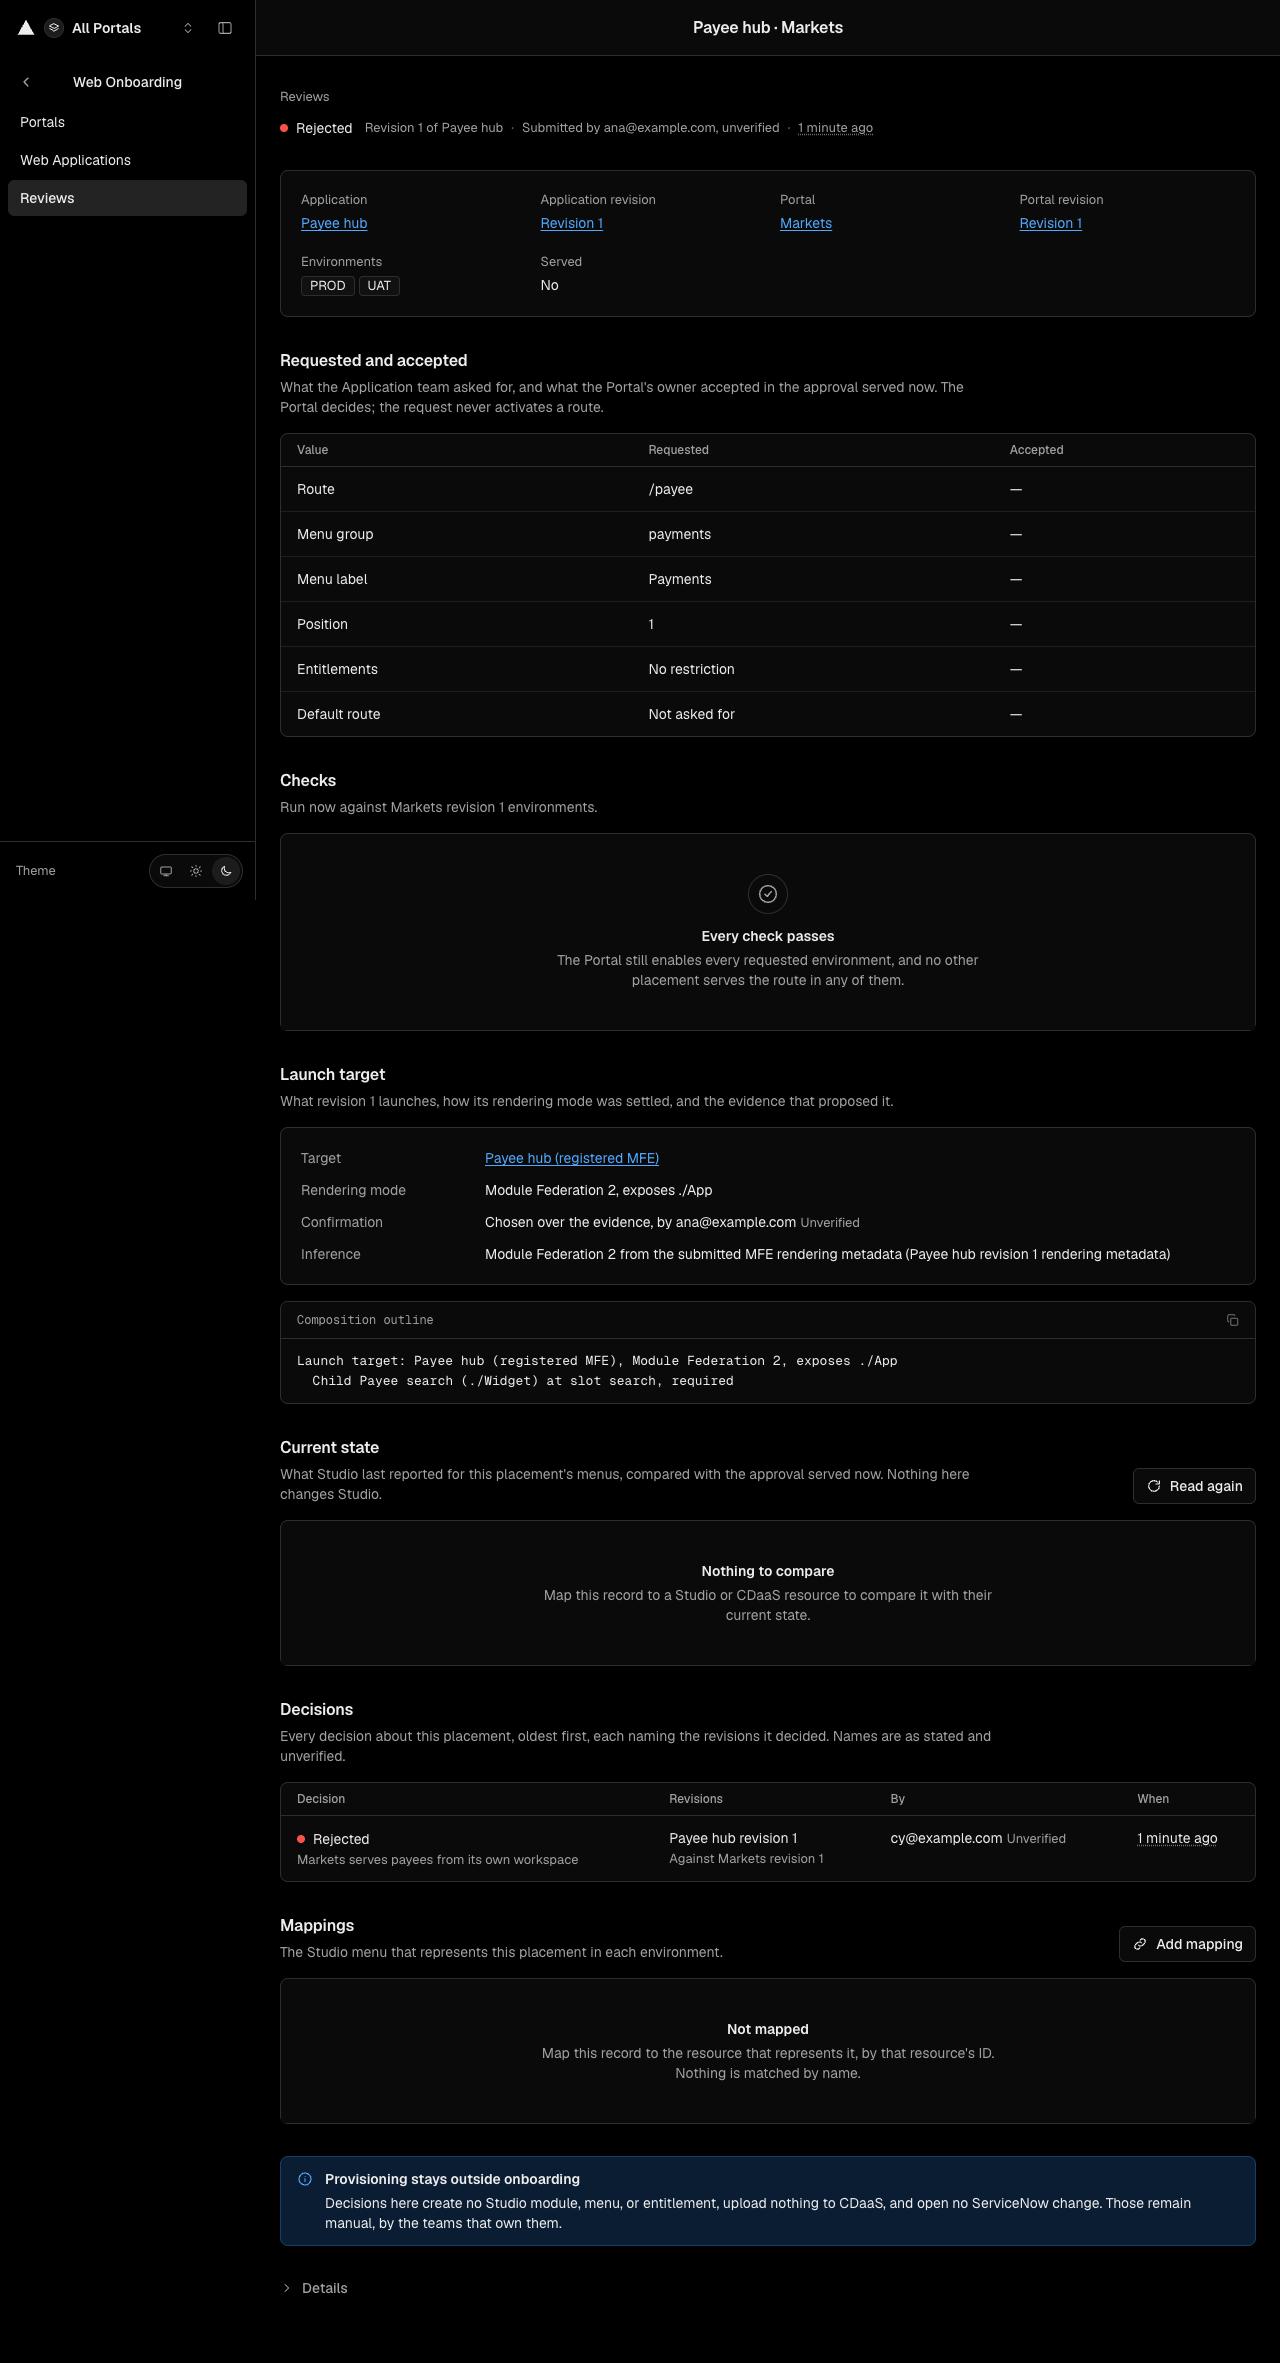 All Portals
Payee hub · Markets
Web Onboarding
Portals
Web Applications
Reviews
Theme
Reviews
Rejected Revision 1 of Payee hub · Submitted by ana@example.com, unverified · 1 minute ago
Application Application revision Portal Portal revision
Payee hub Revision 1 Markets Revision 1
Environments Served
PROD UAT No
Requested and accepted
What the Application team asked for, and what the Portal's owner accepted in the approval served now. The
Portal decides; the request never activates a route.
Value Requested Accepted
Route /payee —
Menu group payments —
Menu label Payments —
Position 1 —
Entitlements No restriction —
Default route Not asked for —
Checks
Run now against Markets revision 1 environments.
Every check passes
The Portal still enables every requested environment, and no other
placement serves the route in any of them.
Launch target
What revision 1 launches, how its rendering mode was settled, and the evidence that proposed it.
Target Payee hub (registered MFE)
Rendering mode Module Federation 2, exposes ./App
Confirmation Chosen over the evidence, by ana@example.com Unverified
Inference Module Federation 2 from the submitted MFE rendering metadata (Payee hub revision 1 rendering metadata)
Composition outline
Launch target: Payee hub (registered MFE), Module Federation 2, exposes ./App
Child Payee search (./Widget) at slot search, required
Current state
What Studio last reported for this placement's menus, compared with the approval served now. Nothing here
changes Studio.
Read again
Nothing to compare
Map this record to a Studio or CDaaS resource to compare it with their
current state.
Decisions
Every decision about this placement, oldest first, each naming the revisions it decided. Names are as stated and
unverified.
Decision Revisions By When
Rejected Payee hub revision 1 cy@example.com Unverified 1 minute ago
Markets serves payees from its own workspace Against Markets revision 1
Mappings
The Studio menu that represents this placement in each environment.
Add mapping
Not mapped
Map this record to the resource that represents it, by that resource's ID.
Nothing is matched by name.
Provisioning stays outside onboarding
Decisions here create no Studio module, menu, or entitlement, upload nothing to CDaaS, and open no ServiceNow change. Those remain
manual, by the teams that own them.
Details